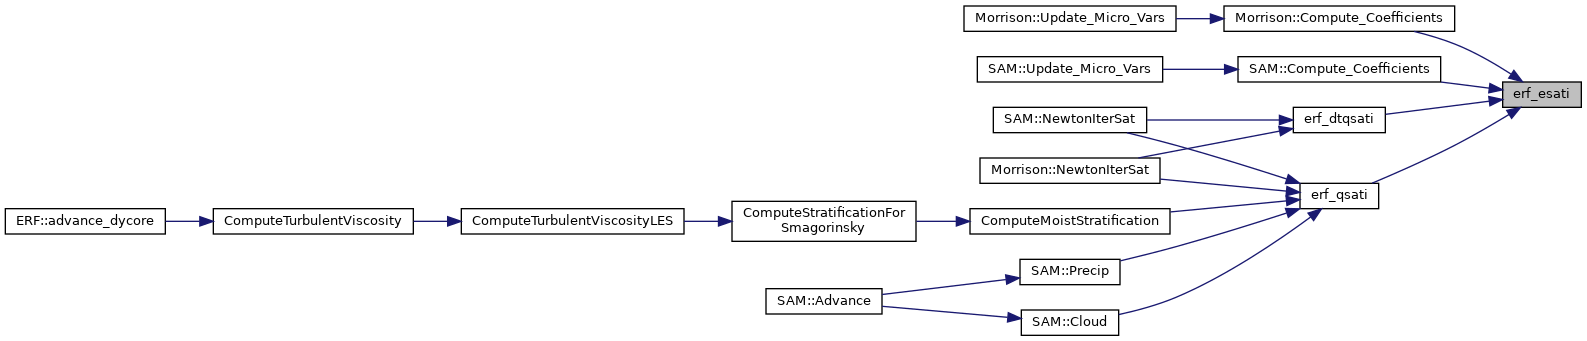 Morrison::Update_Micro_Vars
Morrison::Compute_Coefficients
SAM::Update_Micro_Vars
SAM::Compute_Coefficients
erf_esati
SAM::NewtonIterSat
erf_dtqsati
Morrison::NewtonIterSat
erf_qsati
ERF::advance_dycore
ComputeTurbulentViscosity
ComputeTurbulentViscosityLES
ComputeStratificationFor
Smagorinsky
ComputeMoistStratification
SAM::Precip
SAM::Advance
SAM::Cloud